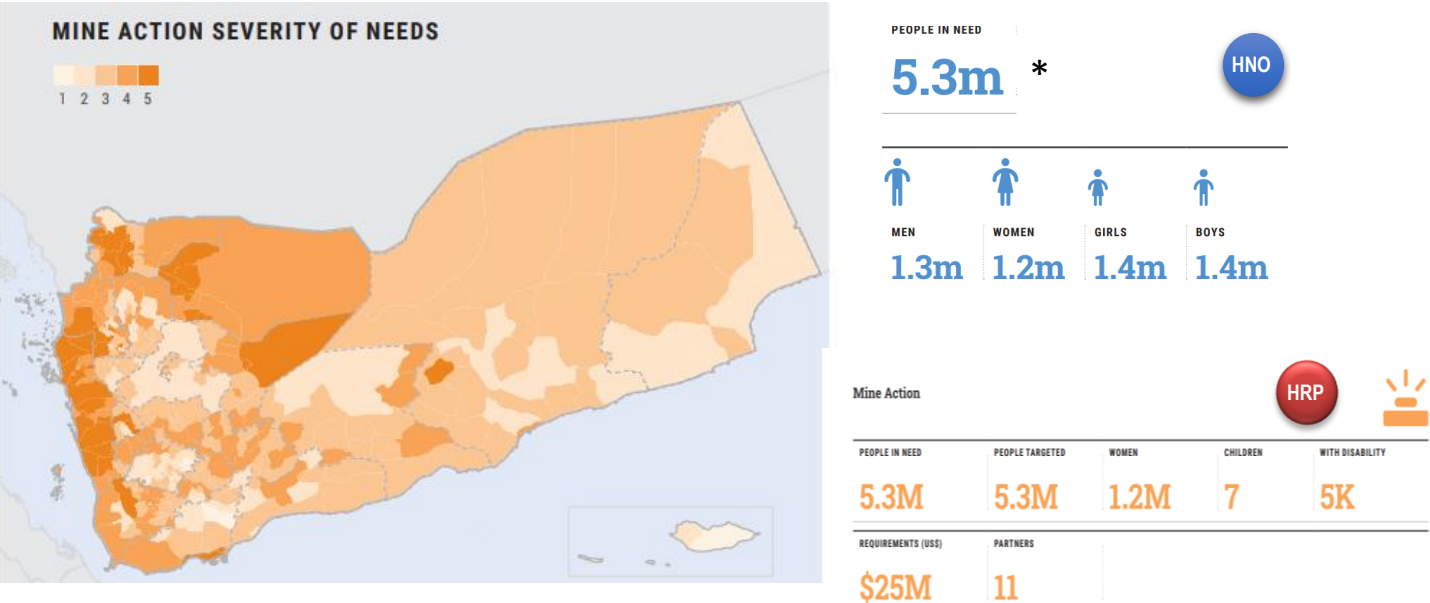 MINE ACTION SEVERITY OF NEEDS
1 2 3 4 5
PEOPLE IN NEED
5.3m *
HNO
MEN WOMEN GIRLS BOYS
1.3m 1.2m 1.4m 1.4m
Mine Action
HRP
PEOPLE IN NEED PEOPLE TARGETED WOMEN CHILDREN WITH DISABILITY
5.3M 5.3M 1.2M 7 5K
REQUIREMENTS (US$) PARTNERS
$25M 11